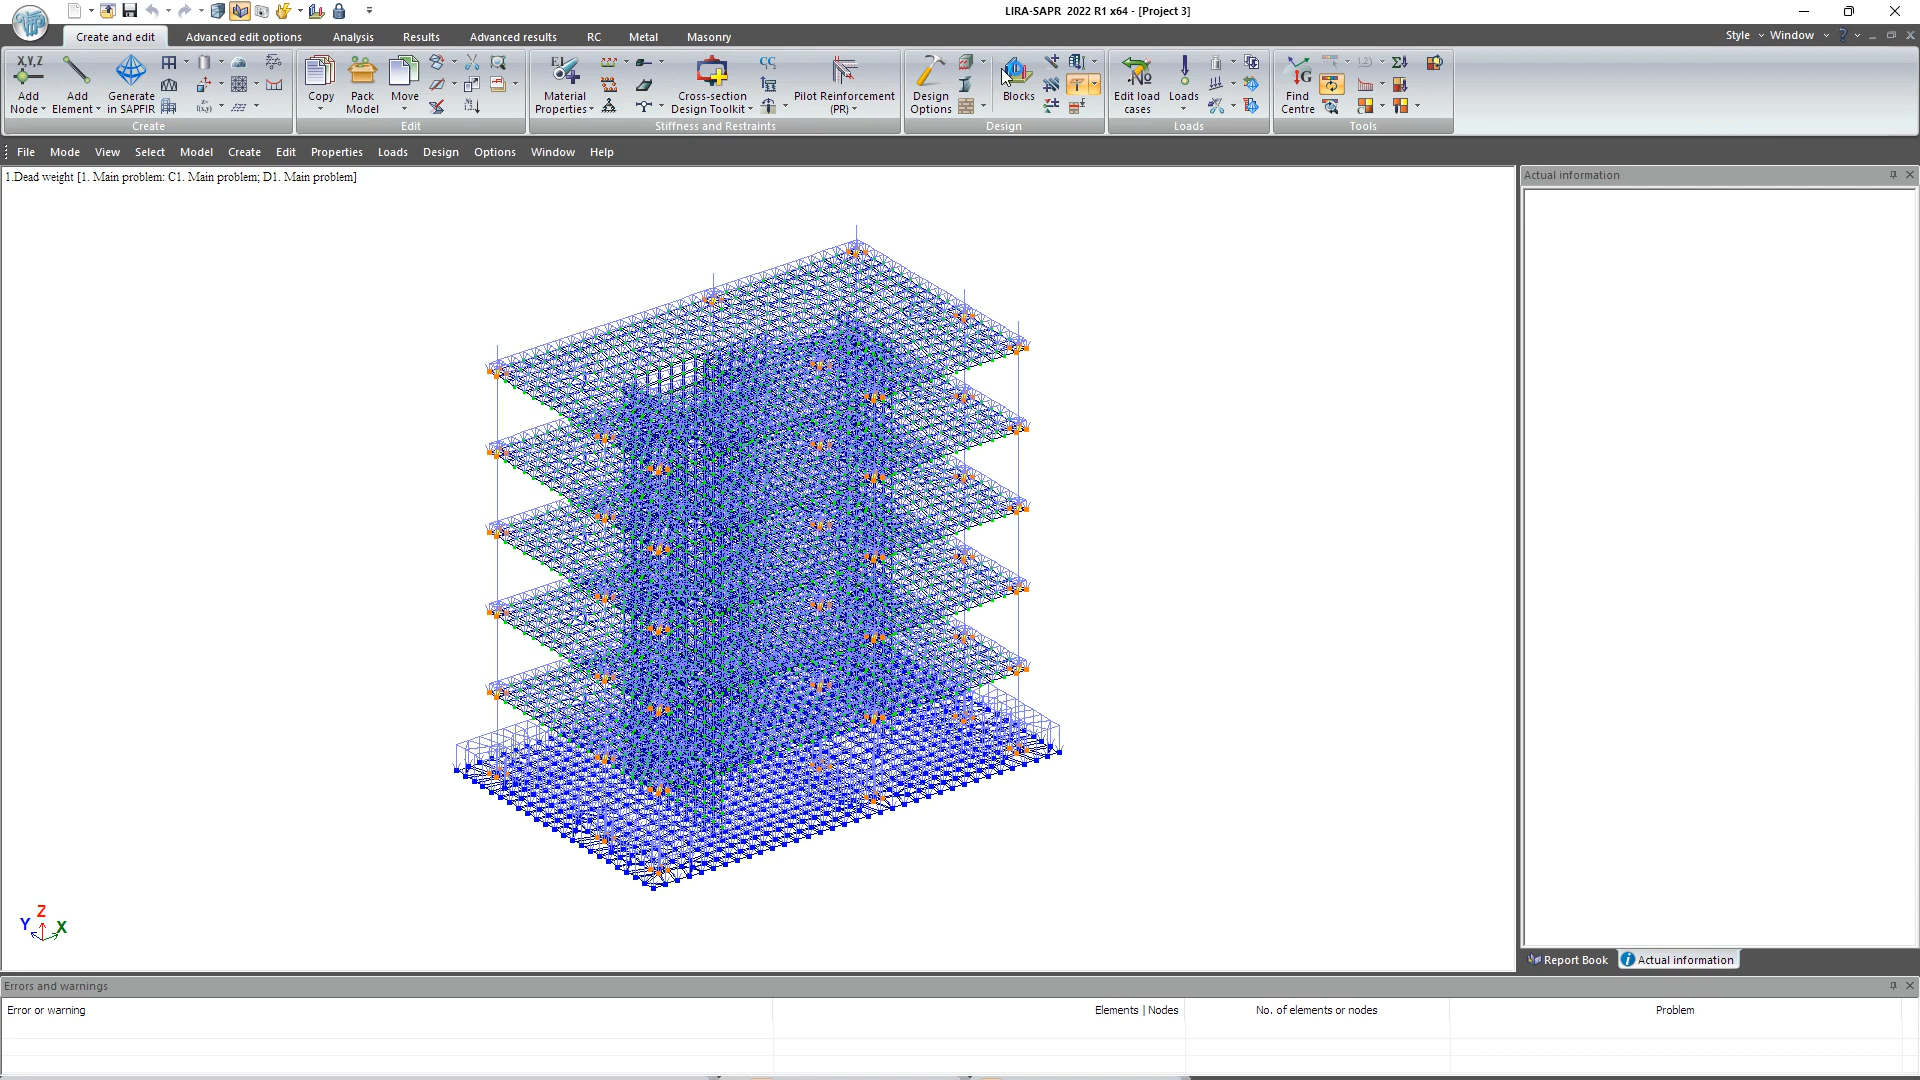 LIRA-SAPR 2022 R1 x64 - [Project 3]
Create and edit
Advanced edit options
Analysis
Results
Advanced results
RC
Metal
Masonry
Style
Window
X,Y,Z
Add Node
Add Element
Generate in SAPFIR
Create
Copy
Pack Model
Move
Edit
EI
Material Properties
Cross-section Design Toolkit
Pilot Reinforcement (PR)
Stiffness and Restraints
Design Options
Blocks
Design
No
Edit load cases
Loads
Loads
G
Find Centre
Tools
File
Mode
View
Select
Model
Create
Edit
Properties
Loads
Design
Options
Window
Help
1.Dead weight [1. Main problem: C1. Main problem; D1. Main problem]
Actual information
Z
Y
X
Report Book
Actual information
Errors and warnings
Error or warning
Elements | Nodes
No. of elements or nodes
Problem